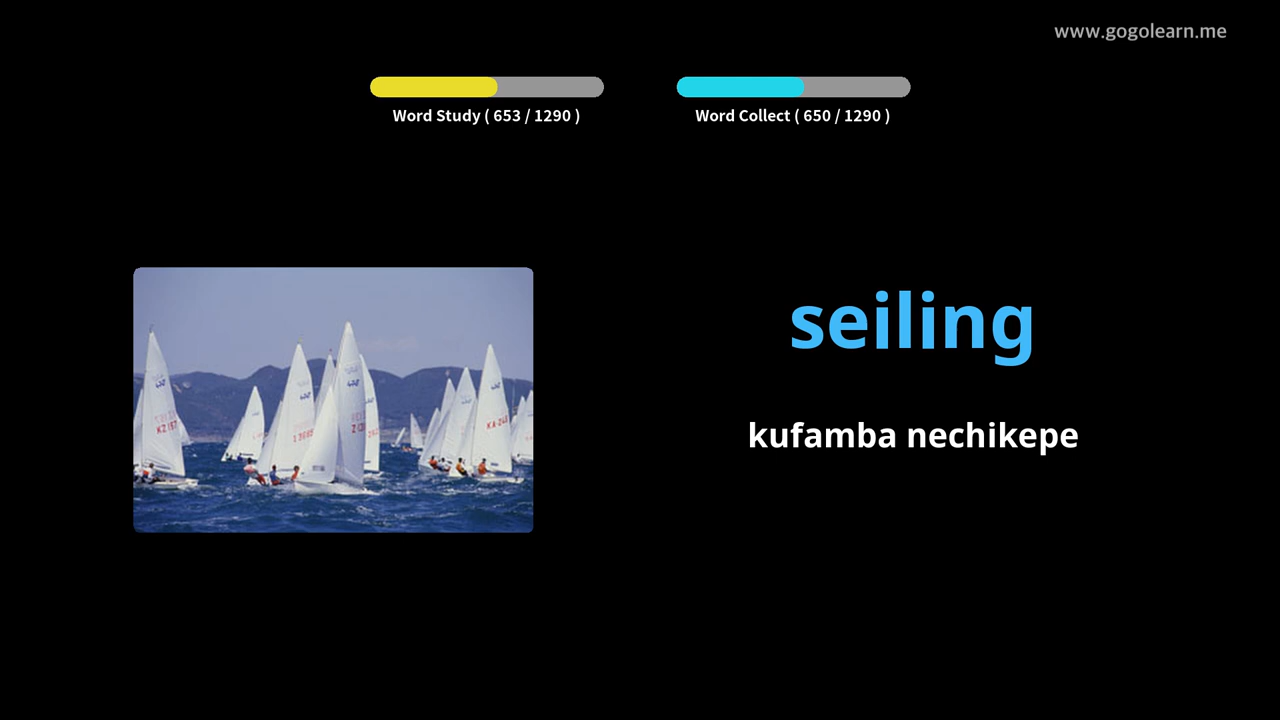 www.gogolearn.me
Word Study ( 653 / 1290 )
Word Collect ( 650 / 1290 )
seiling
kufamba nechikepe